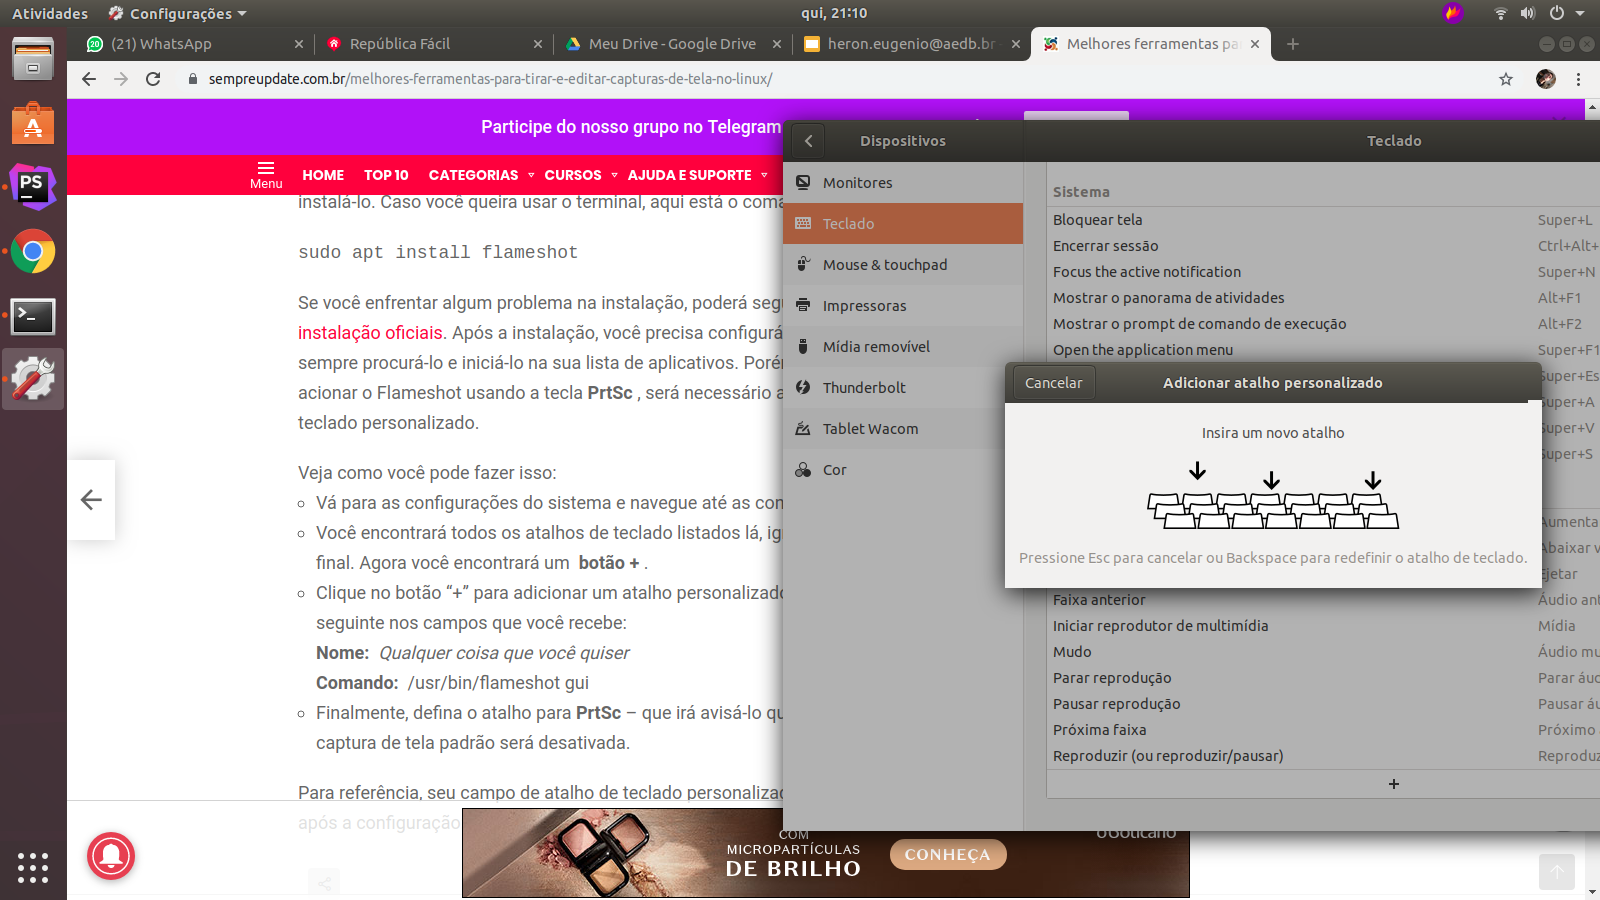 Atividades
Configurações
qui, 21:10
(21) WhatsApp
República Fácil
Meu Drive - Google Drive
heron.eugenio@aedb.br
Melhores ferramentas pa
sempreupdate.com.br/melhores-ferramentas-para-tirar-e-editar-capturas-de-tela-no-linux/
Participe do nosso grupo no Telegram
Menu
HOME
TOP 10
CATEGORIAS
CURSOS
AJUDA E SUPORTE
instalá-lo. Caso você queira usar o terminal, aqui está o coma
sudo apt install flameshot
Se você enfrentar algum problema na instalação, poderá segu
instalação oficiais. Após a instalação, você precisa configurá
sempre procurá-lo e iniciá-lo na sua lista de aplicativos. Porén
acionar o Flameshot usando a tecla PrtSc , será necessário a
teclado personalizado.
Veja como você pode fazer isso:
Vá para as configurações do sistema e navegue até as con
Você encontrará todos os atalhos de teclado listados lá, ig
final. Agora você encontrará um botão + .
Clique no botão “+” para adicionar um atalho personalizado
seguinte nos campos que você recebe:
Nome: Qualquer coisa que você quiser
Comando: /usr/bin/flameshot gui
Finalmente, defina o atalho para PrtSc – que irá avisá-lo qu
captura de tela padrão será desativada.
Para referência, seu campo de atalho de teclado personalizad
após a configuração
COM
MICROPARTÍCULAS
DE BRILHO
CONHEÇA
Dispositivos
Teclado
Monitores
Teclado
Mouse & touchpad
Impressoras
Mídia removível
Thunderbolt
Tablet Wacom
Cor
Sistema
Bloquear tela Super+L
Encerrar sessão Ctrl+Alt+
Focus the active notification Super+N
Mostrar o panorama de atividades Alt+F1
Mostrar o prompt de comando de execução Alt+F2
Open the application menu Super+F1
Super+Es
Super+A
Super+V
Super+S
Cancelar
Adicionar atalho personalizado
Insira um novo atalho
Pressione Esc para cancelar ou Backspace para redefinir o atalho de teclado.
Aumenta
Abaixar v
Ejetar
Faixa anterior Áudio ant
Iniciar reprodutor de multimídia Mídia
Mudo Áudio mu
Parar reprodução Parar áud
Pausar reprodução Pausar áu
Próxima faixa Próximo
Reproduzir (ou reproduzir/pausar) Reproduz
+
PS
20